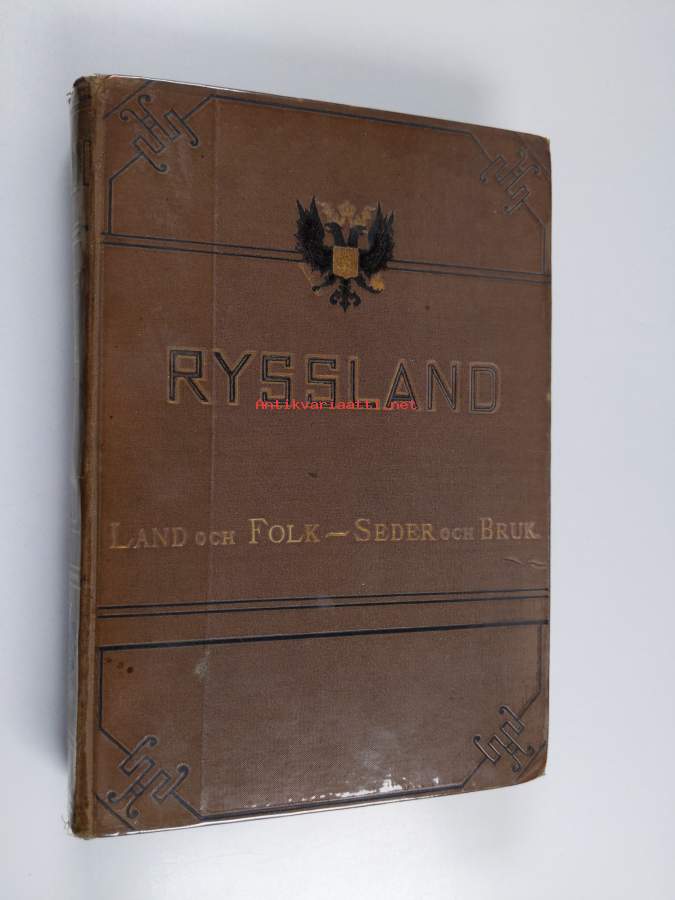 RYSSLAND
Antikvariaatti.net
LAND OCH FOLK — SEDER OCH BRUK.